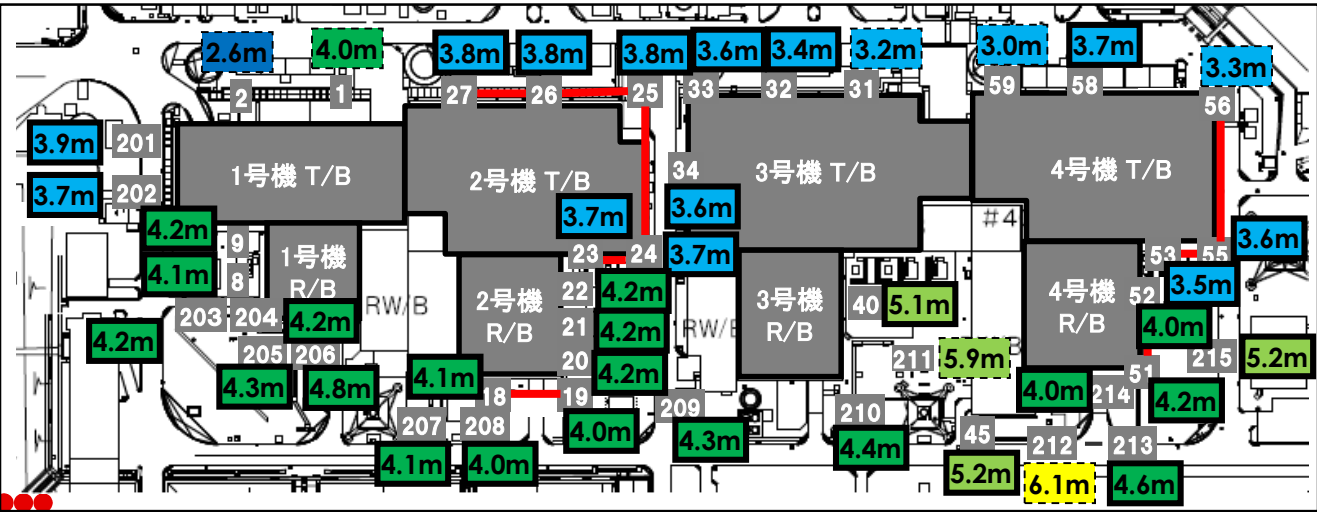 2.6m
4.0m
3.8m
3.8m
3.8m
3.6m
3.4m
3.2m
3.0m
3.7m
3.3m
2
1
27
26
25
33
32
31
59
58
56
3.9m
201
1号機 T/B
2号機 T/B
34
3号機 T/B
4号機 T/B
3.7m
202
3.7m
3.6m
#4
4.2m
9
3.7m
3.6m
4.1m
8
1号機
R/B
23
24
53
55
203
204
4.2m
RW/B
2号機
R/B
22
4.2m
3号機
R/B
40
5.1m
4号機
R/B
52
3.5m
4.2m
21
4.2m
RW/B
4.0m
205
206
20
4.2m
211
5.9m
B
51
215
5.2m
4.3m
4.8m
4.1m
18
19
4.0m
214
4.2m
207
208
4.0m
209
4.3m
210
4.4m
45
212
213
4.1m
4.0m
5.2m
6.1m
4.6m